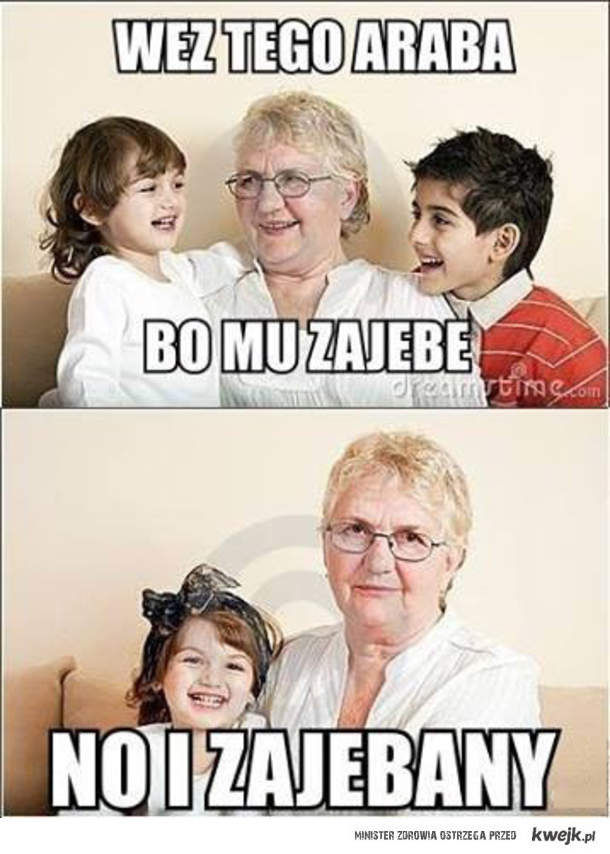 WEZ TEGO ARABA
BO MU ZAJEBE
dreamstime.com
NO I ZAJEBANY
MINISTER ZDROWIA OSTRZEGA PRZED kwejk.pl